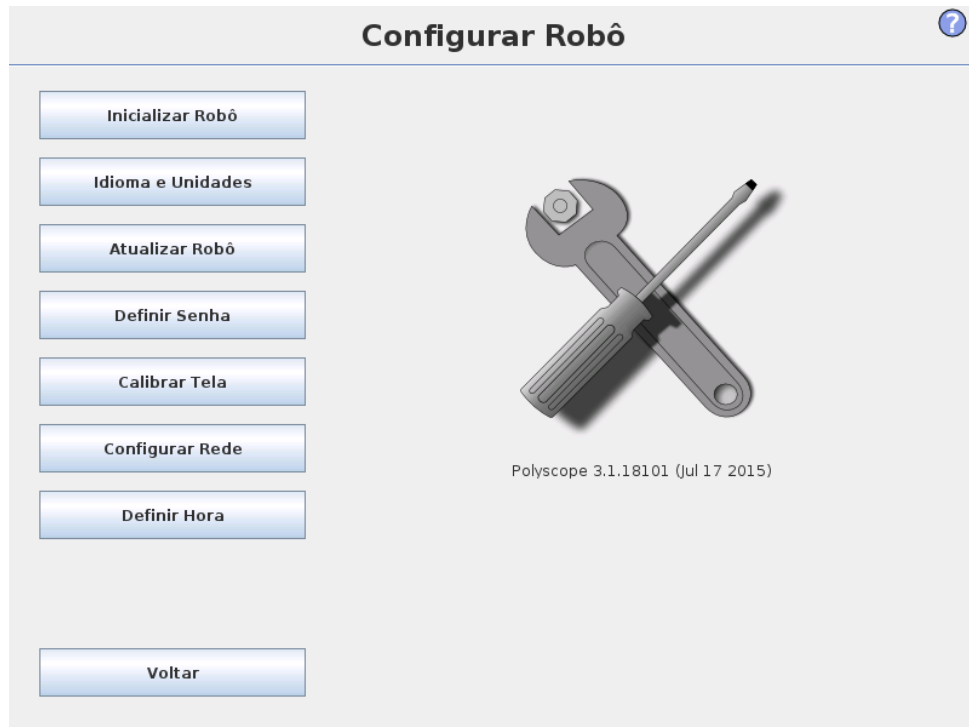 Configurar Robô
?
Inicializar Robô
Idioma e Unidades
Atualizar Robô
Definir Senha
Calibrar Tela
Configurar Rede
Definir Hora
Polyscope 3.1.18101 (Jul 17 2015)
Voltar